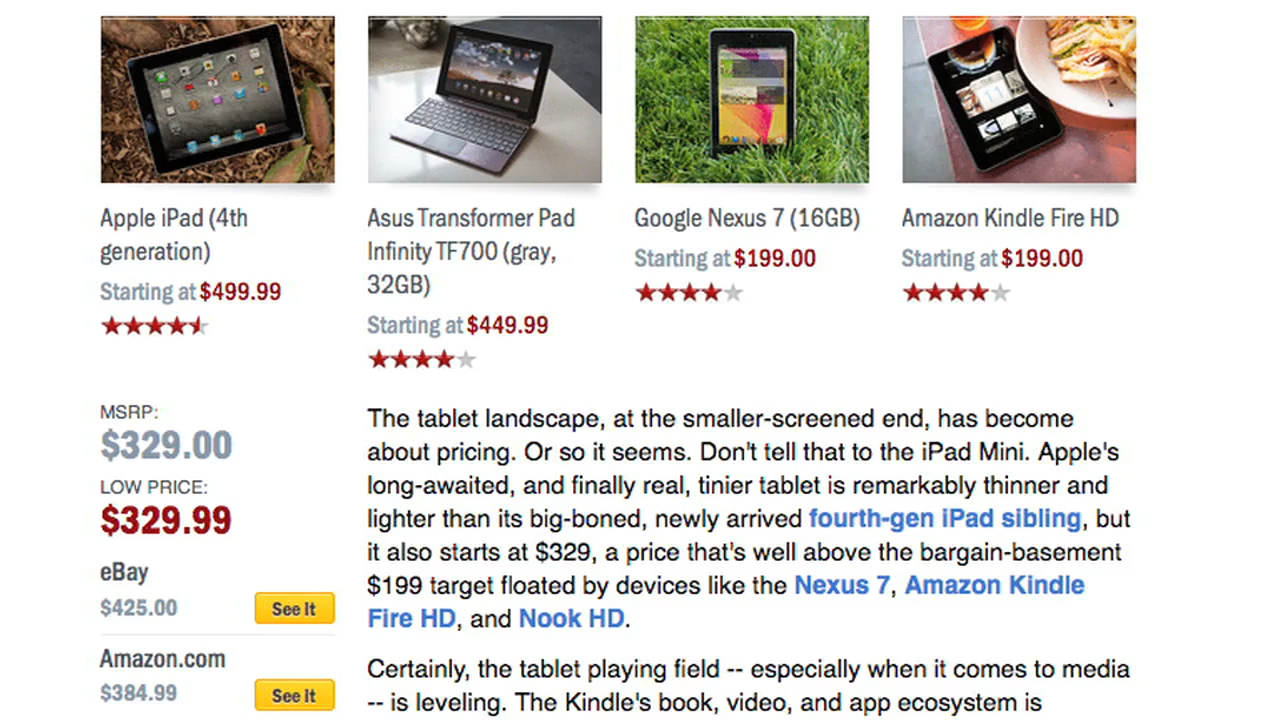 Apple iPad (4th
generation)
Starting at $499.99
Asus Transformer Pad
Infinity TF700 (gray,
32GB)
Starting at $449.99
Google Nexus 7 (16GB)
Starting at $199.00
Amazon Kindle Fire HD
Starting at $199.00
MSRP:
$329.00
LOW PRICE:
$329.99
eBay
$425.00
See It
Amazon.com
$384.99
See It
The tablet landscape, at the smaller-screened end, has become
about pricing. Or so it seems. Don't tell that to the iPad Mini. Apple's
long-awaited, and finally real, tinier tablet is remarkably thinner and
lighter than its big-boned, newly arrived fourth-gen iPad sibling, but
it also starts at $329, a price that's well above the bargain-basement
$199 target floated by devices like the Nexus 7, Amazon Kindle
Fire HD, and Nook HD.
Certainly, the tablet playing field -- especially when it comes to media
-- is leveling. The Kindle's book, video, and app ecosystem is